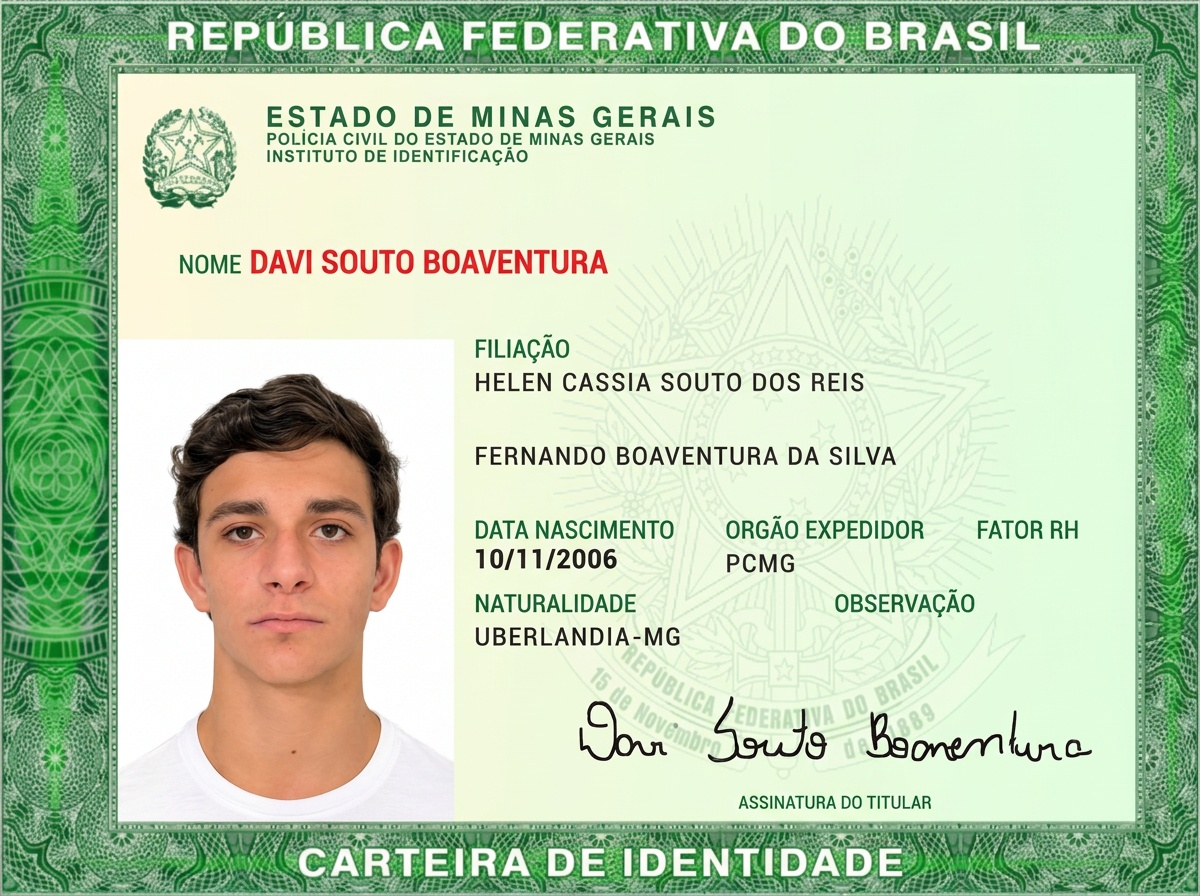 REPÚBLICA FEDERATIVA DO BRASIL
ESTADO DE MINAS GERAIS
POLÍCIA CIVIL DO ESTADO DE MINAS GERAIS
INSTITUTO DE IDENTIFICAÇÃO
NOME DAVI SOUTO BOAVENTURA
FILIAÇÃO
HELEN CASSIA SOUTO DOS REIS
FERNANDO BOAVENTURA DA SILVA
DATA NASCIMENTO ORGÃO EXPEDIDOR FATOR RH
10/11/2006 PCMG
NATURALIDADE OBSERVAÇÃO
UBERLANDIA-MG
REPÚBLICA FEDERATIVA DO BRASIL
15 de Novembro de 1889
Davi Souto Boaventura
ASSINATURA DO TITULAR
CARTEIRA DE IDENTIDADE